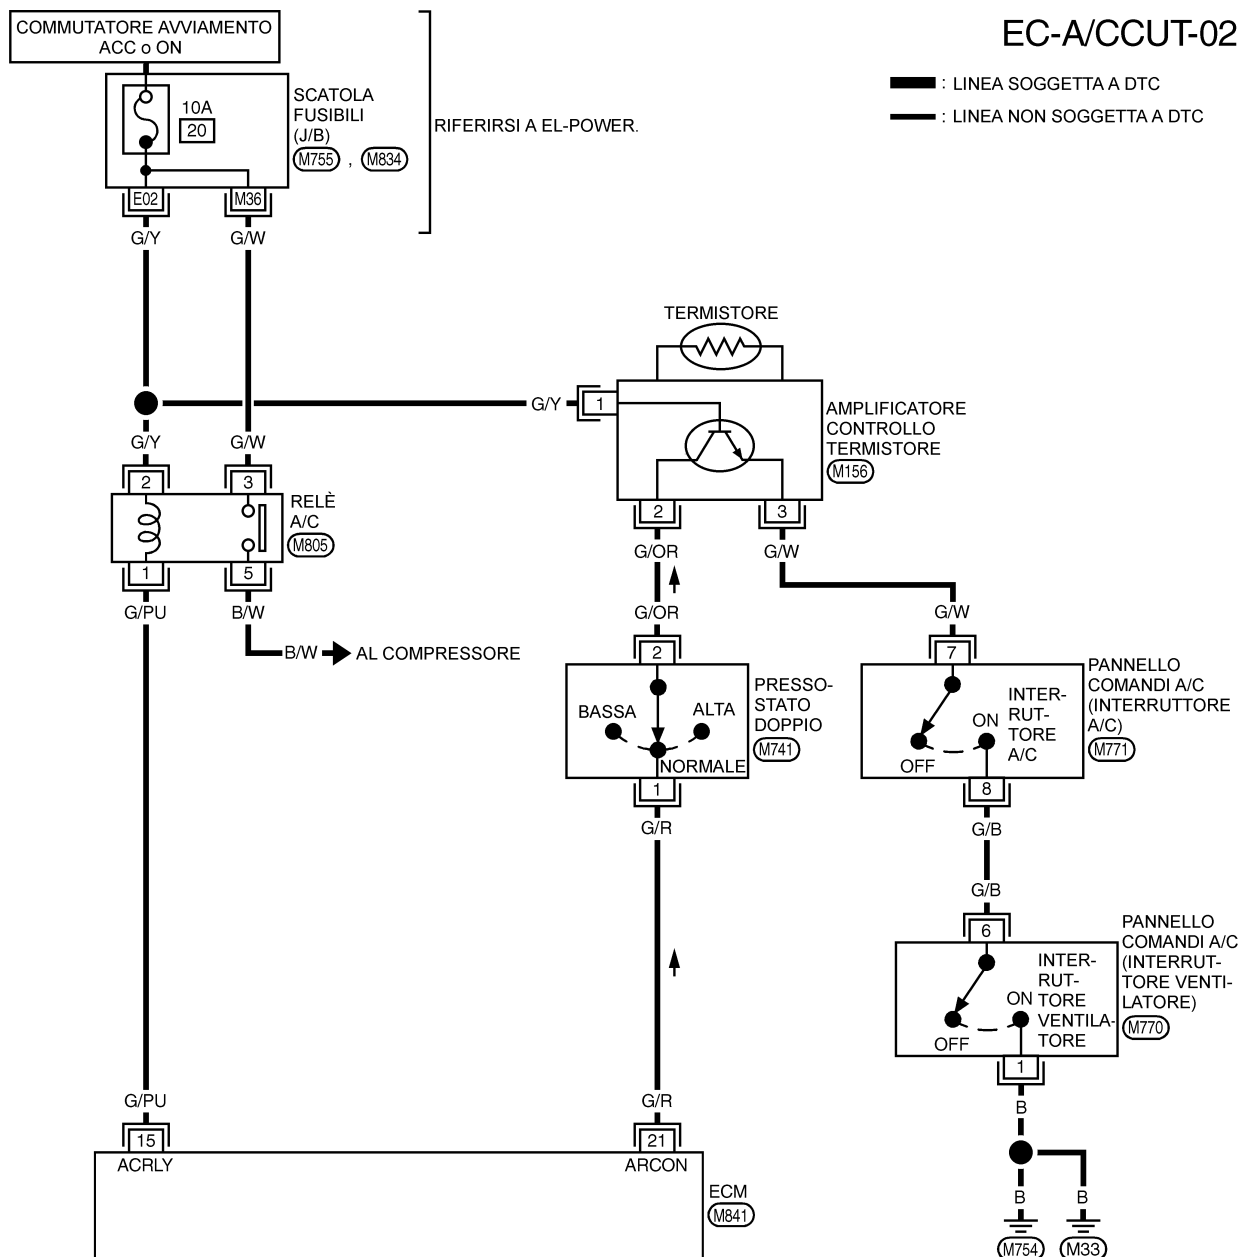 COMMUTATORE AVVIAMENTO
ACC o ON
EC-A/CCUT-02
: LINEA SOGGETTA A DTC
: LINEA NON SOGGETTA A DTC
10A
20
SCATOLA
FUSIBILI
(J/B)
M755 , M834
RIFERIRSI A EL-POWER.
E02
M36
G/Y
G/W
TERMISTORE
G/Y
1
AMPLIFICATORE
CONTROLLO
TERMISTORE
M156
G/Y
G/W
2
3
RELÈ
A/C
M805
1
5
G/PU
B/W
B/W
AL COMPRESSORE
2
3
G/OR
G/W
G/OR
G/W
2
BASSA
ALTA
NORMALE
PRESSO-
STATO
DOPPIO
M741
1
G/R
7
INTER-
RUT-
TORE
A/C
ON
OFF
PANNELLO
COMANDI A/C
(INTERRUTTORE
A/C)
M771
8
G/B
G/B
6
INTER-
RUT-
TORE
VENTILA-
TORE
ON
OFF
PANNELLO
COMANDI A/C
(INTERRUT-
TORE VENTI-
LATORE)
M770
1
B
B
B
M754
M33
G/PU
G/R
15
21
ACRLY
ARCON
ECM
M841